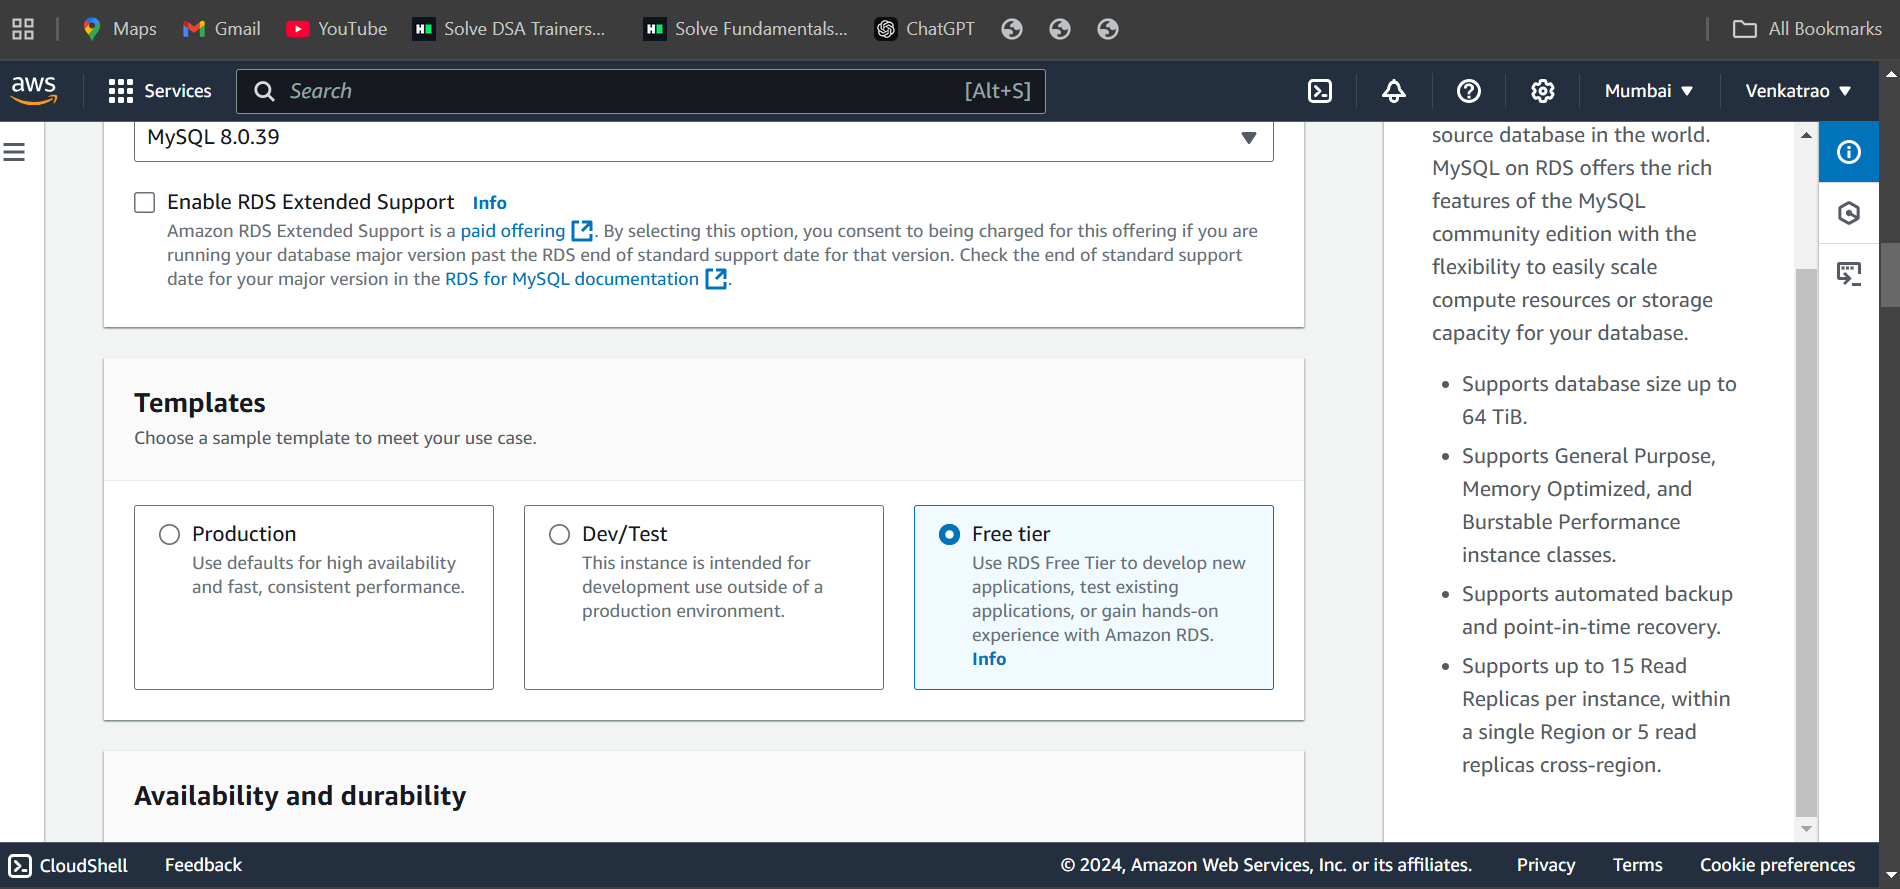 Maps
Gmail
YouTube
Solve DSA Trainers...
Solve Fundamentals...
ChatGPT
All Bookmarks
aws
Services
Search
[Alt+S]
Mumbai
Venkatrao
MySQL 8.0.39
Enable RDS Extended Support Info
Amazon RDS Extended Support is a paid offering. By selecting this option, you consent to being charged for this offering if you are
running your database major version past the RDS end of standard support date for that version. Check the end of standard support
date for your major version in the RDS for MySQL documentation.
Templates
Choose a sample template to meet your use case.
Production
Use defaults for high availability
and fast, consistent performance.
Dev/Test
This instance is intended for
development use outside of a
production environment.
Free tier
Use RDS Free Tier to develop new
applications, test existing
applications, or gain hands-on
experience with Amazon RDS.
Info
Availability and durability
source database in the world.
MySQL on RDS offers the rich
features of the MySQL
community edition with the
flexibility to easily scale
compute resources or storage
capacity for your database.
• Supports database size up to
64 TiB.
• Supports General Purpose,
Memory Optimized, and
Burstable Performance
instance classes.
• Supports automated backup
and point-in-time recovery.
• Supports up to 15 Read
Replicas per instance, within
a single Region or 5 read
replicas cross-region.
CloudShell
Feedback
© 2024, Amazon Web Services, Inc. or its affiliates.
Privacy
Terms
Cookie preferences